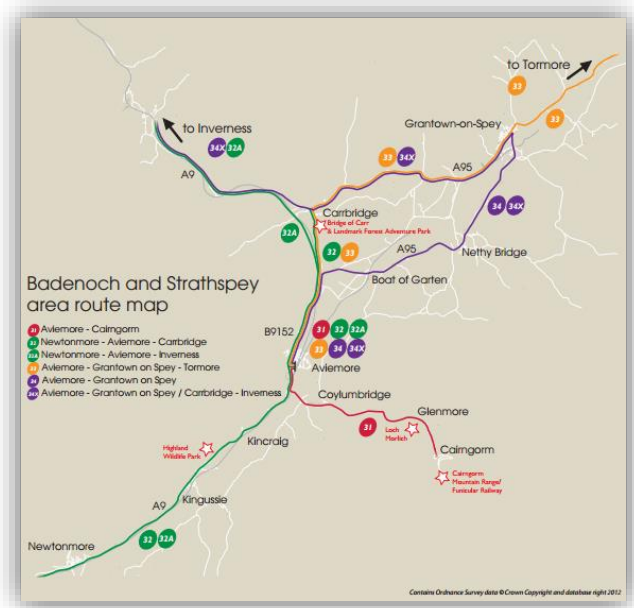 to Tormore
33
33
Grantown-on-Spey
to Inverness
34X 32A
33 34X
A9
A95
34 34X
Carrbridge
Bridge of Carr
& Landmark Forest Adventure Park
32A
32 33
A95
Nethy Bridge
Boat of Garten
Badenoch and Strathspey
area route map
31 Aviemore - Cairngorm
32 Newtonmore - Aviemore - Carrbridge
32A Newtonmore - Aviemore - Inverness
33 Aviemore - Grantown on Spey - Tormore
34 Aviemore - Grantown on Spey
34X Aviemore - Grantown on Spey / Carrbridge - Inverness
B9152
31 32 32A
33 34 34X
Aviemore
Coylumbridge
Glenmore
31
Loch
Morlich
Cairngorm
Cairngorm
Mountain Range/
Funicular Railway
Kincraig
Highland
Wildlife Park
Kingussie
A9
32 32A
Newtonmore
Contains Ordnance Survey data © Crown Copyright and database right 2012